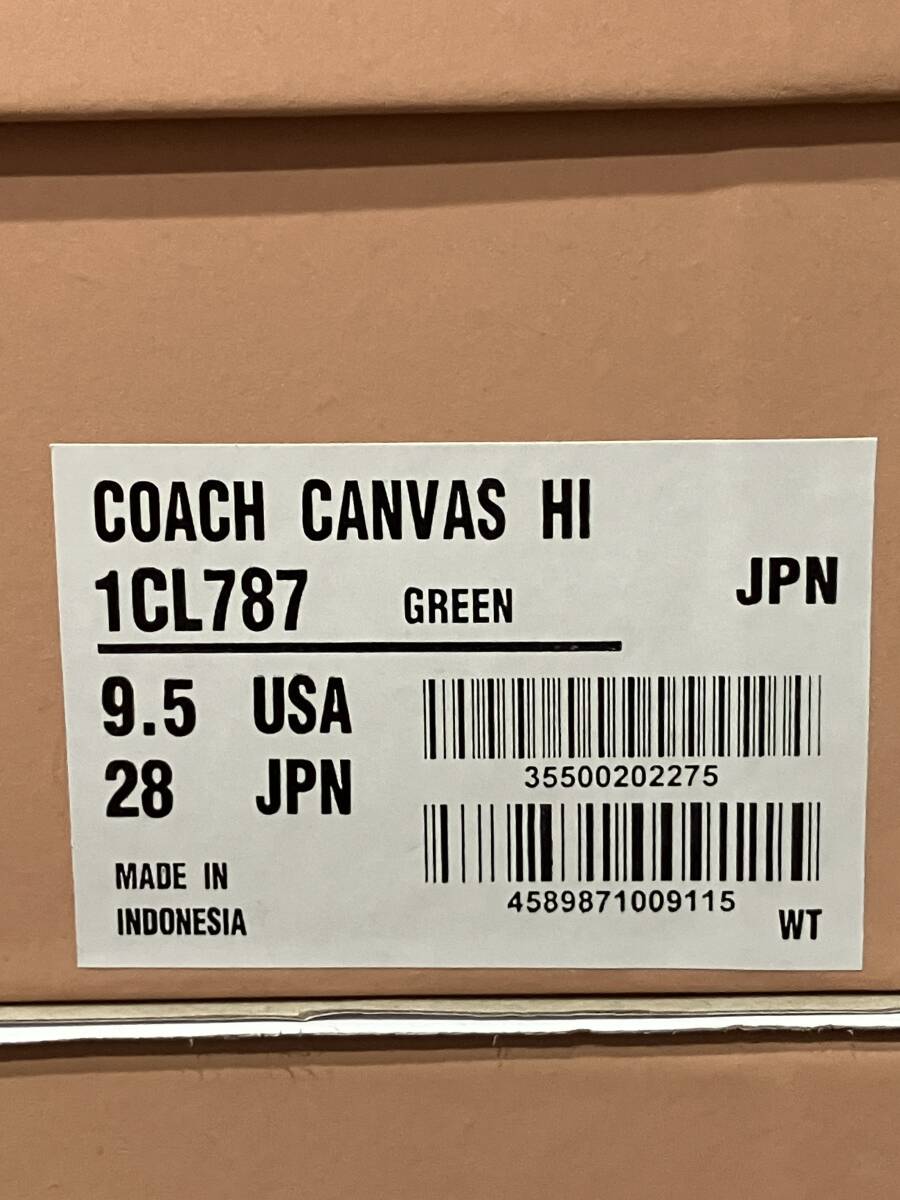 COACH CANVAS HI
1CL787 GREEN JPN
9.5 USA
28 JPN
35500202275
4589871009115
MADE IN
INDONESIA
WT